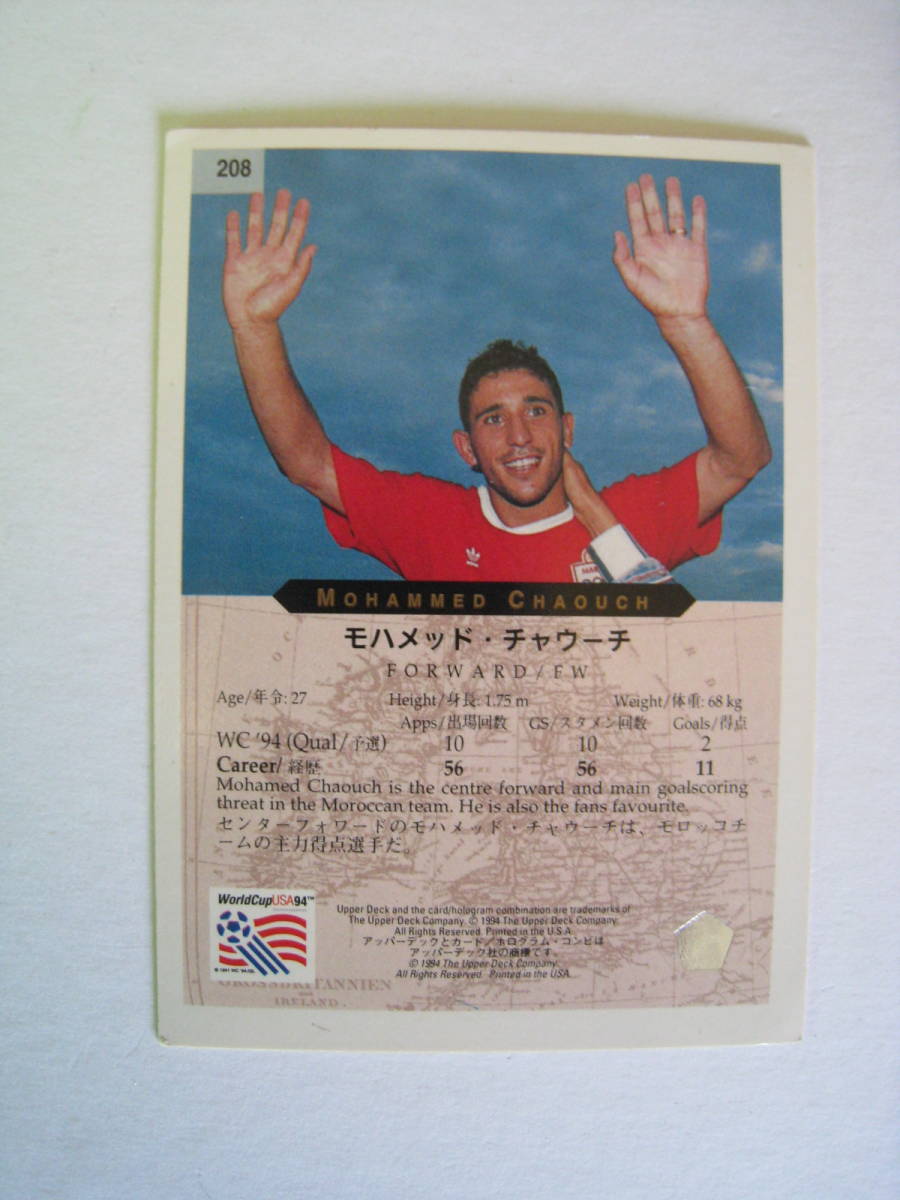 208
MOHAMMED CHAOUCH
モハメッド・チャウーチ
FORWARD/FW
Age/年令: 27 Height/身長: 1.75 m Weight/体重: 68 kg
Apps/出場回数 GS/スタメン回数 Goals/得点
WC '94 (Qual/予選) 10 10 2
Career/経歴 56 56 11
Mohamed Chaouch is the centre forward and main goalscoring
threat in the Moroccan team. He is also the fans favourite.
センターフォワードのモハメッド・チャウーチは、モロッコチ
ームの主力得点選手だ。
WorldCupUSA94™
Upper Deck and the card/hologram combination are trademarks of
The Upper Deck Company. © 1994 The Upper Deck Company.
All Rights Reserved. Printed in the U.S.A.
アッパーデックとカード／ホログラム・コンビは
アッパーデック社の商標です。
© 1994 The Upper Deck Company.
All Rights Reserved. Printed in the USA.
GROSSBRITANNIEN
IRELAND.